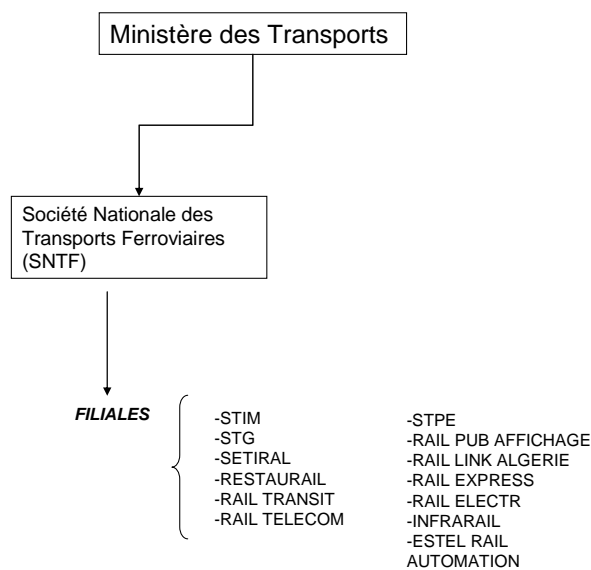 Ministère des Transports
Société Nationale des
Transports Ferroviaires
(SNTF)
FILIALES
-STIM
-STG
-SETIRAL
-RESTAURAIL
-RAIL TRANSIT
-RAIL TELECOM
-STPE
-RAIL PUB AFFICHAGE
-RAIL LINK ALGERIE
-RAIL EXPRESS
-RAIL ELECTR
-INFRARAIL
-ESTEL RAIL
AUTOMATION